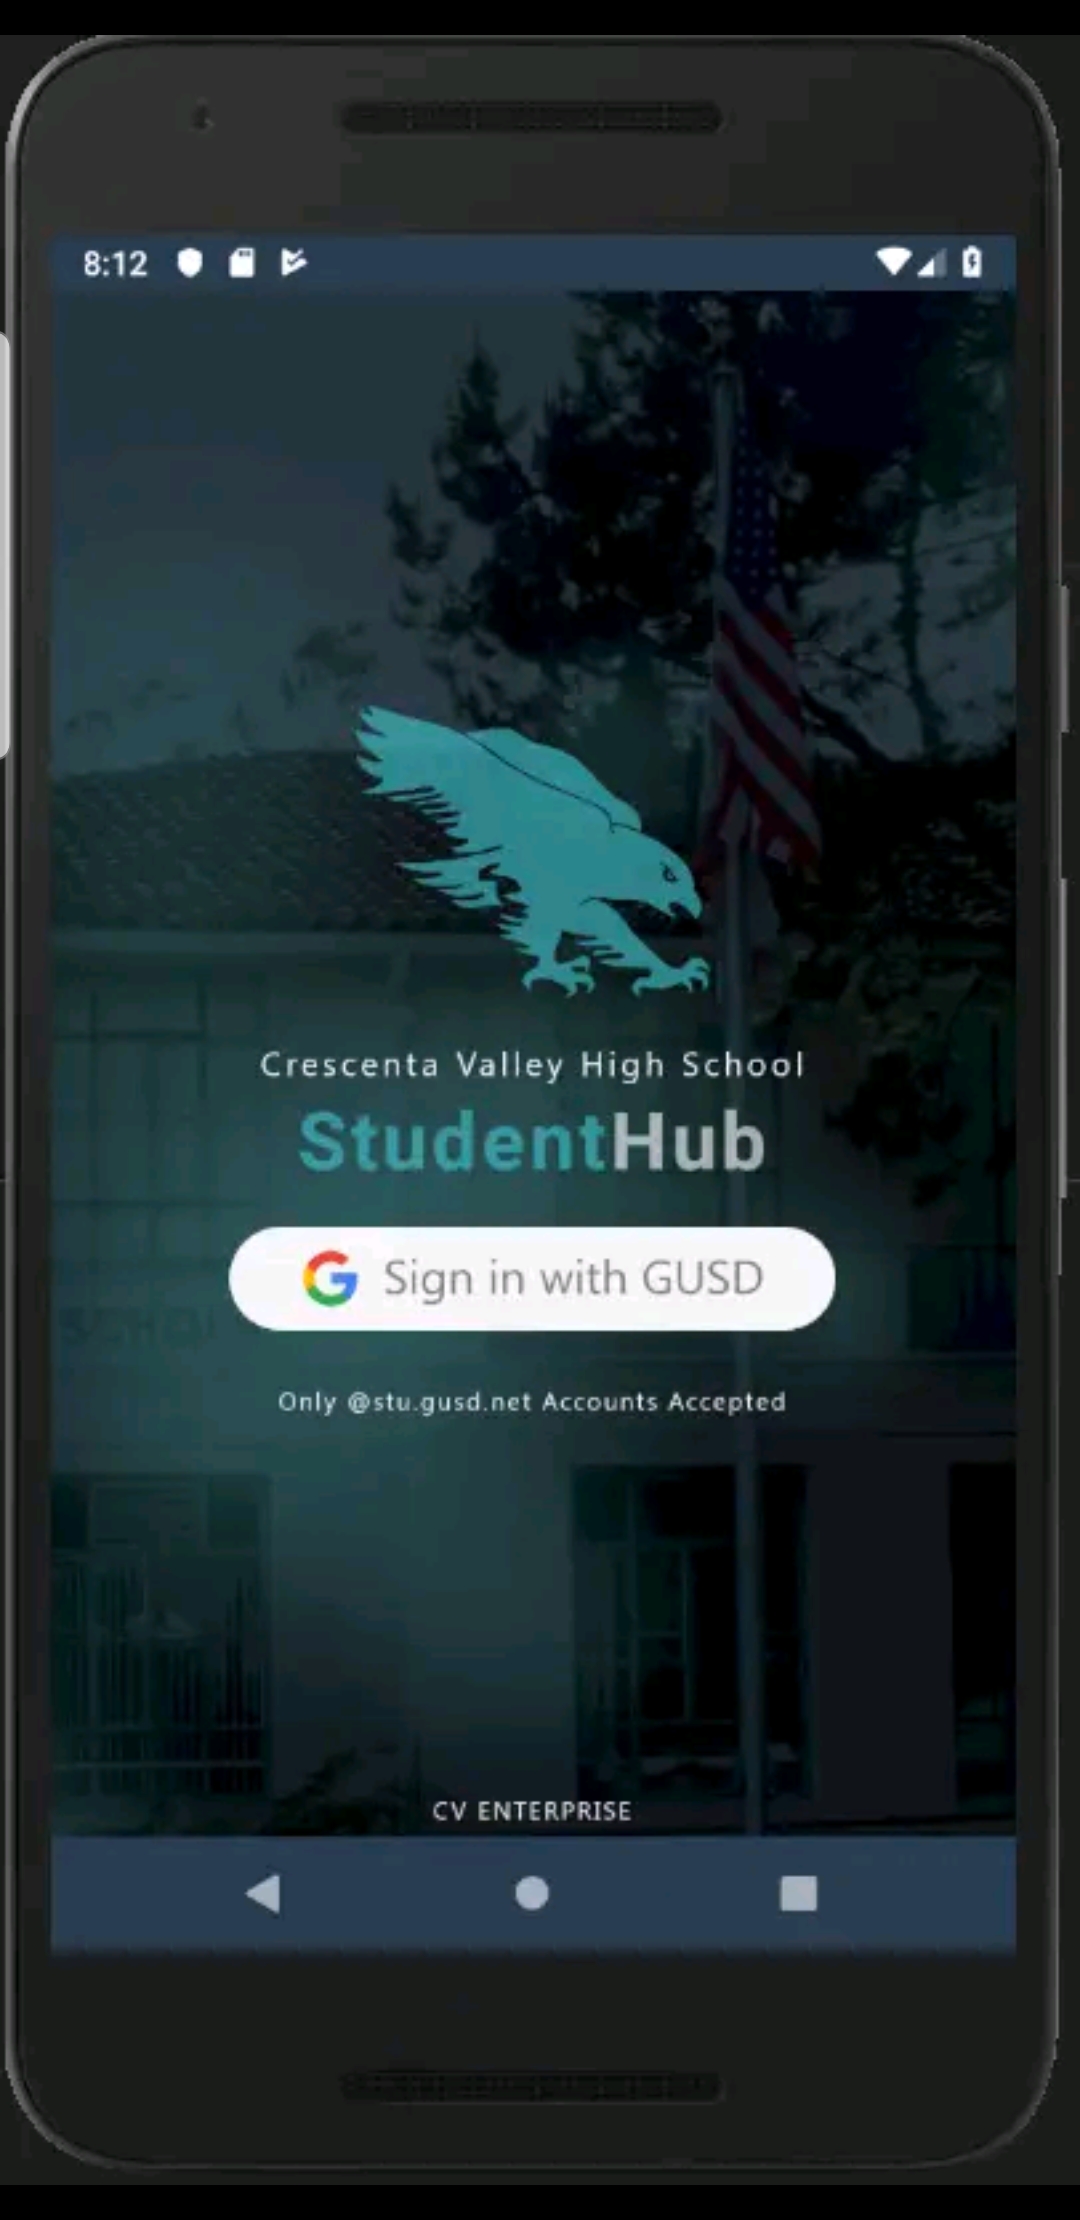 8:12
Crescenta Valley High School
StudentHub
Sign in with GUSD
Only @stu.gusd.net Accounts Accepted
CV ENTERPRISE